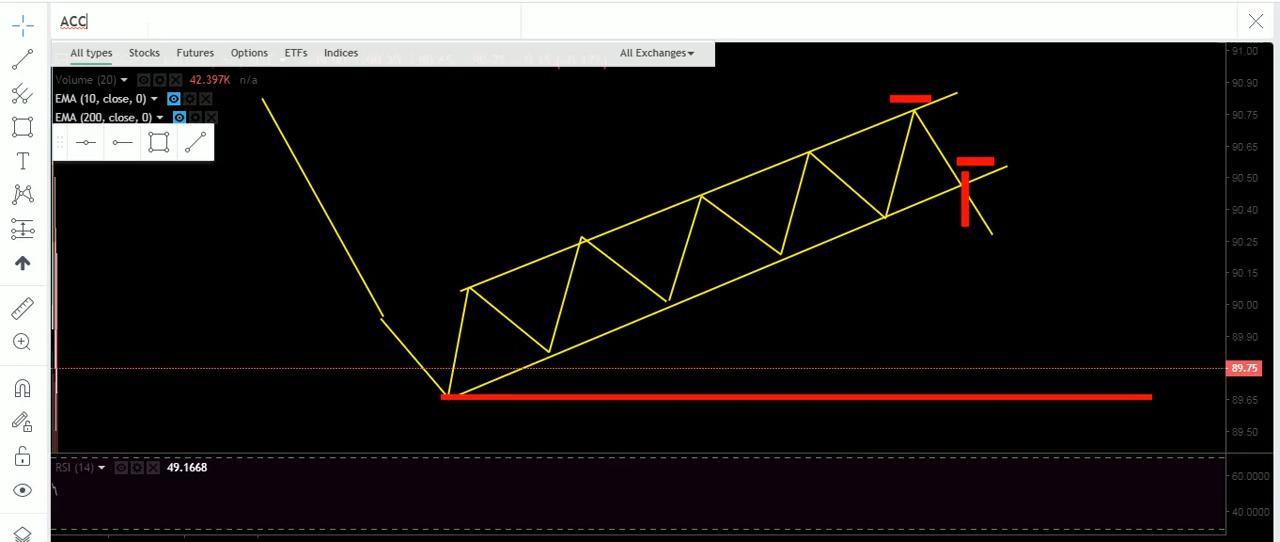 ACC
All types Stocks Futures Options ETFs Indices All Exchanges
Volume (20) 42.397K n/a
EMA (10, close, 0)
EMA (200, close, 0)
T
91.00
90.90
90.75
90.65
90.50
90.40
90.25
90.15
90.00
89.90
89.75
89.65
89.50
RSI (14) 49.1668
60.0000
40.0000